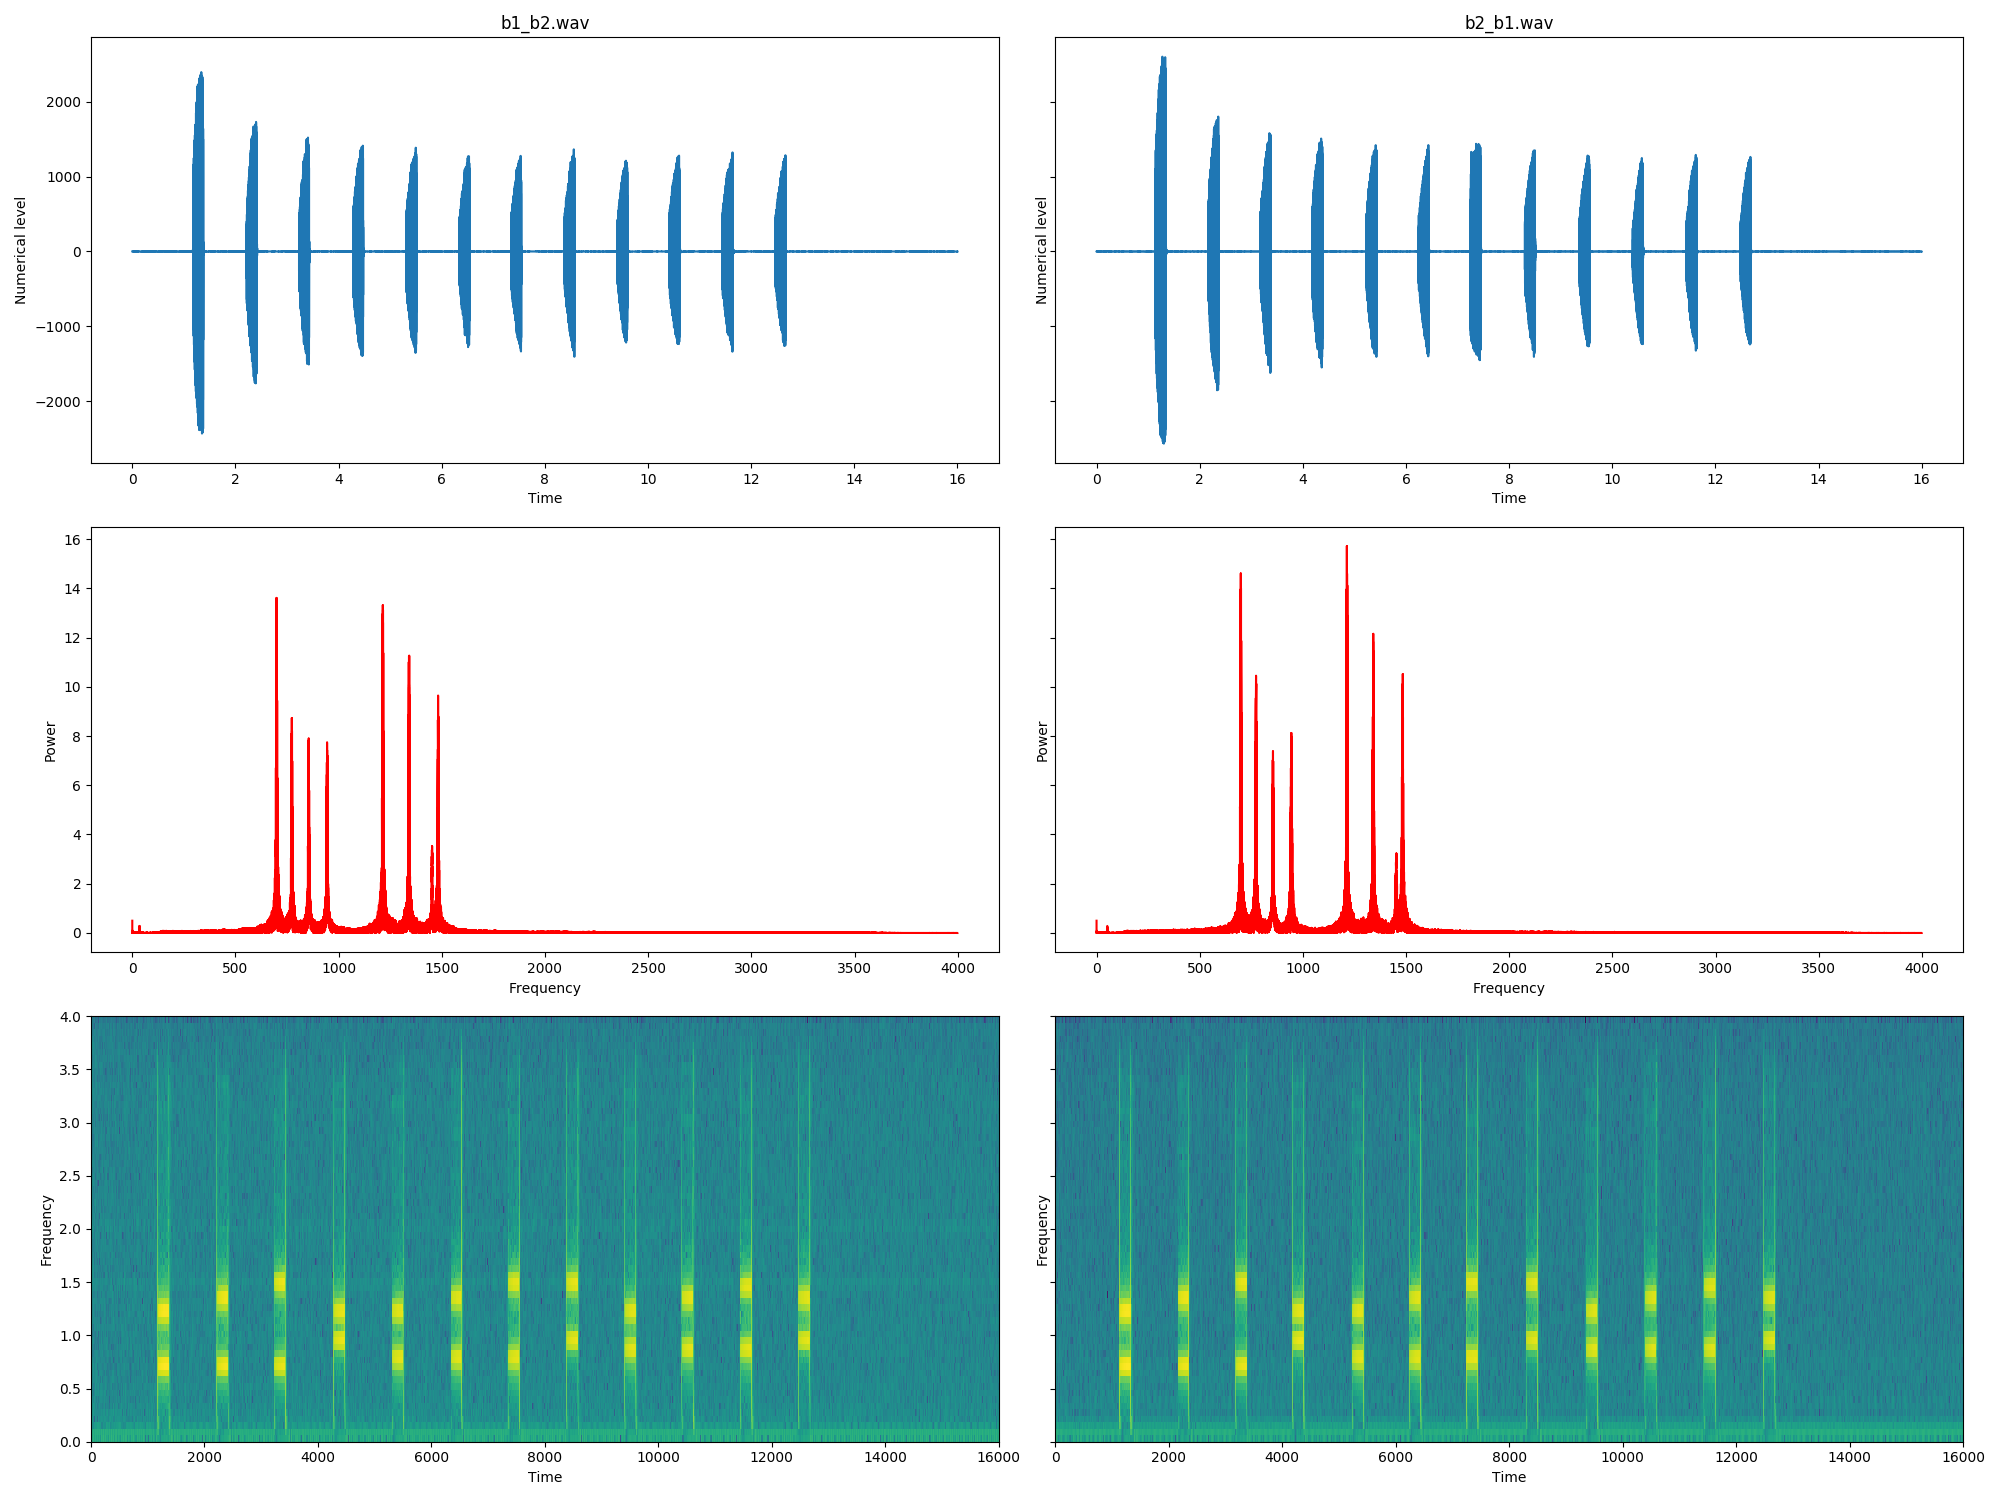 b1_b2.wav
b2_b1.wav
2000
1000
0
−1000
−2000
Numerical level
0 2 4 6 8 10 12 14 16
Time
Numerical level
0 2 4 6 8 10 12 14 16
Time
16
14
12
10
8
6
4
2
0
Power
0 500 1000 1500 2000 2500 3000 3500 4000
Frequency
Power
0 500 1000 1500 2000 2500 3000 3500 4000
Frequency
4.0
3.5
3.0
2.5
2.0
1.5
1.0
0.5
0.0
Frequency
0 2000 4000 6000 8000 10000 12000 14000 16000
Time
Frequency
0 2000 4000 6000 8000 10000 12000 14000 16000
Time